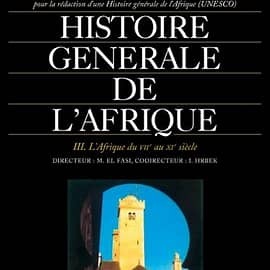 pour la rédaction d'une Histoire générale de l'Afrique (UNESCO)
HISTOIRE
GENERALE
DE
L'AFRIQUE
III. L'Afrique du VIIᵉ au XIᵉ siècle
DIRECTEUR : M. EL FASI, CODIRECTEUR : I. HRBEK